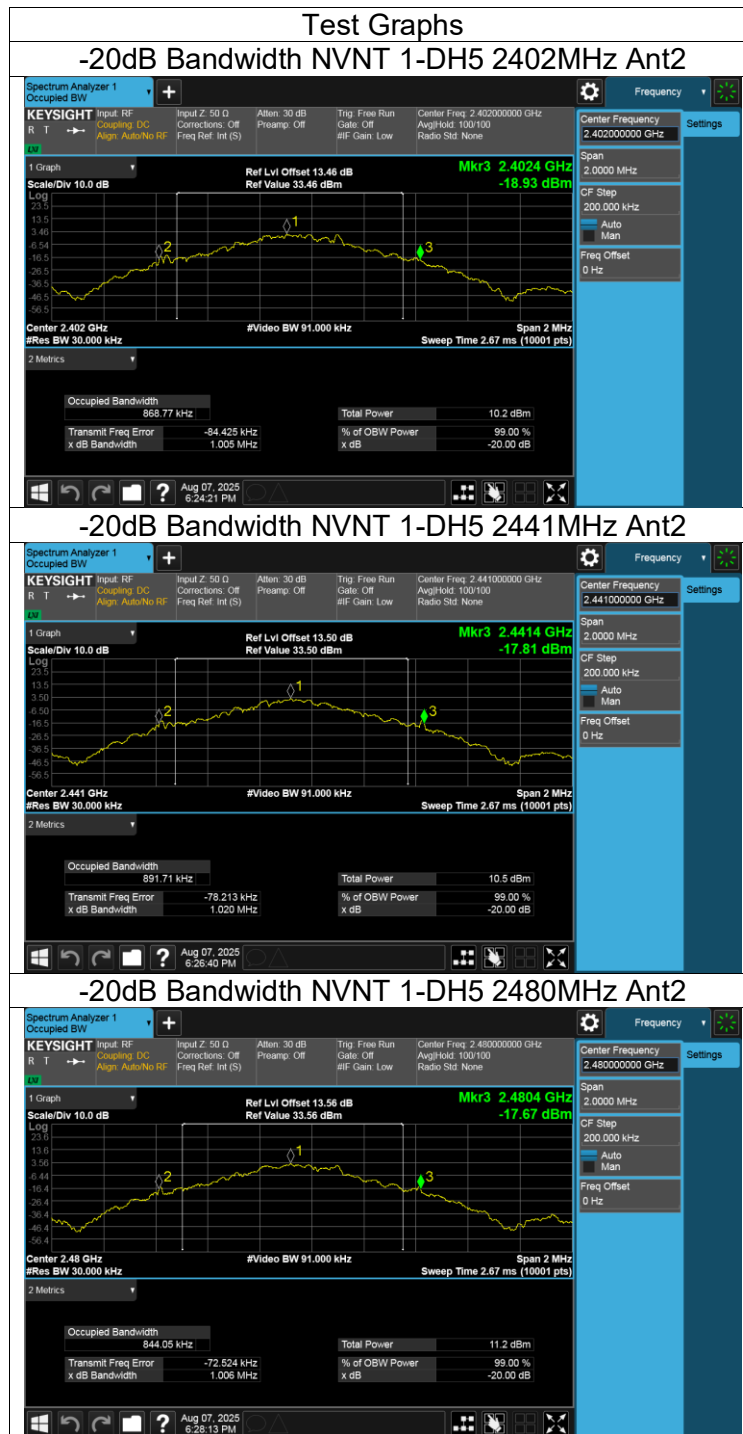 Test Graphs
-20dB Bandwidth NVNT 1-DH5 2402MHz Ant2
Spectrum Analyzer 1
Occupied BW
Frequency
KEYSIGHT Input: RF Input Z: 50 Ω Atten: 30 dB Trig: Free Run Center Freq: 2.402000000 GHz
R T Coupling: DC Corrections: Off Preamp: Off Gate: Off Avg|Hold: 100/100
Align: Auto/No RF Freq Ref: Int (S) #IF Gain: Low Radio Std: None
LXI
Center Frequency
2.402000000 GHz
Settings
Span
2.0000 MHz
CF Step
200.000 kHz
Auto
Man
Freq Offset
0 Hz
1 Graph
Ref Lvl Offset 13.46 dB
Mkr3 2.4024 GHz
Scale/Div 10.0 dB
Ref Value 33.46 dBm
-18.93 dBm
Log
23.5
13.5
3.46
-6.54
-16.5
-26.5
-36.5
-46.5
-56.5
1
2
3
Center 2.402 GHz
#Video BW 91.000 kHz
Span 2 MHz
#Res BW 30.000 kHz
Sweep Time 2.67 ms (10001 pts)
2 Metrics
Occupied Bandwidth
868.77 kHz
Total Power 10.2 dBm
Transmit Freq Error -84.425 kHz
% of OBW Power 99.00 %
x dB Bandwidth 1.005 MHz
x dB -20.00 dB
? Aug 07, 2025
6:24:21 PM
-20dB Bandwidth NVNT 1-DH5 2441MHz Ant2
Spectrum Analyzer 1
Occupied BW
Frequency
KEYSIGHT Input: RF Input Z: 50 Ω Atten: 30 dB Trig: Free Run Center Freq: 2.441000000 GHz
R T Coupling: DC Corrections: Off Preamp: Off Gate: Off Avg|Hold: 100/100
Align: Auto/No RF Freq Ref: Int (S) #IF Gain: Low Radio Std: None
LXI
Center Frequency
2.441000000 GHz
Settings
Span
2.0000 MHz
CF Step
200.000 kHz
Auto
Man
Freq Offset
0 Hz
1 Graph
Ref Lvl Offset 13.50 dB
Mkr3 2.4414 GHz
Scale/Div 10.0 dB
Ref Value 33.50 dBm
-17.81 dBm
Log
23.5
13.5
3.50
-6.50
-16.5
-26.5
-36.5
-46.5
-56.5
1
2
3
Center 2.441 GHz
#Video BW 91.000 kHz
Span 2 MHz
#Res BW 30.000 kHz
Sweep Time 2.67 ms (10001 pts)
2 Metrics
Occupied Bandwidth
891.71 kHz
Total Power 10.5 dBm
Transmit Freq Error -78.213 kHz
% of OBW Power 99.00 %
x dB Bandwidth 1.020 MHz
x dB -20.00 dB
? Aug 07, 2025
6:26:40 PM
-20dB Bandwidth NVNT 1-DH5 2480MHz Ant2
Spectrum Analyzer 1
Occupied BW
Frequency
KEYSIGHT Input: RF Input Z: 50 Ω Atten: 30 dB Trig: Free Run Center Freq: 2.480000000 GHz
R T Coupling: DC Corrections: Off Preamp: Off Gate: Off Avg|Hold: 100/100
Align: Auto/No RF Freq Ref: Int (S) #IF Gain: Low Radio Std: None
LXI
Center Frequency
2.480000000 GHz
Settings
Span
2.0000 MHz
CF Step
200.000 kHz
Auto
Man
Freq Offset
0 Hz
1 Graph
Ref Lvl Offset 13.56 dB
Mkr3 2.4804 GHz
Scale/Div 10.0 dB
Ref Value 33.56 dBm
-17.67 dBm
Log
23.6
13.6
3.56
-6.44
-16.4
-26.4
-36.4
-46.4
-56.4
1
2
3
Center 2.48 GHz
#Video BW 91.000 kHz
Span 2 MHz
#Res BW 30.000 kHz
Sweep Time 2.67 ms (10001 pts)
2 Metrics
Occupied Bandwidth
844.05 kHz
Total Power 11.2 dBm
Transmit Freq Error -72.524 kHz
% of OBW Power 99.00 %
x dB Bandwidth 1.006 MHz
x dB -20.00 dB
? Aug 07, 2025
6:28:13 PM